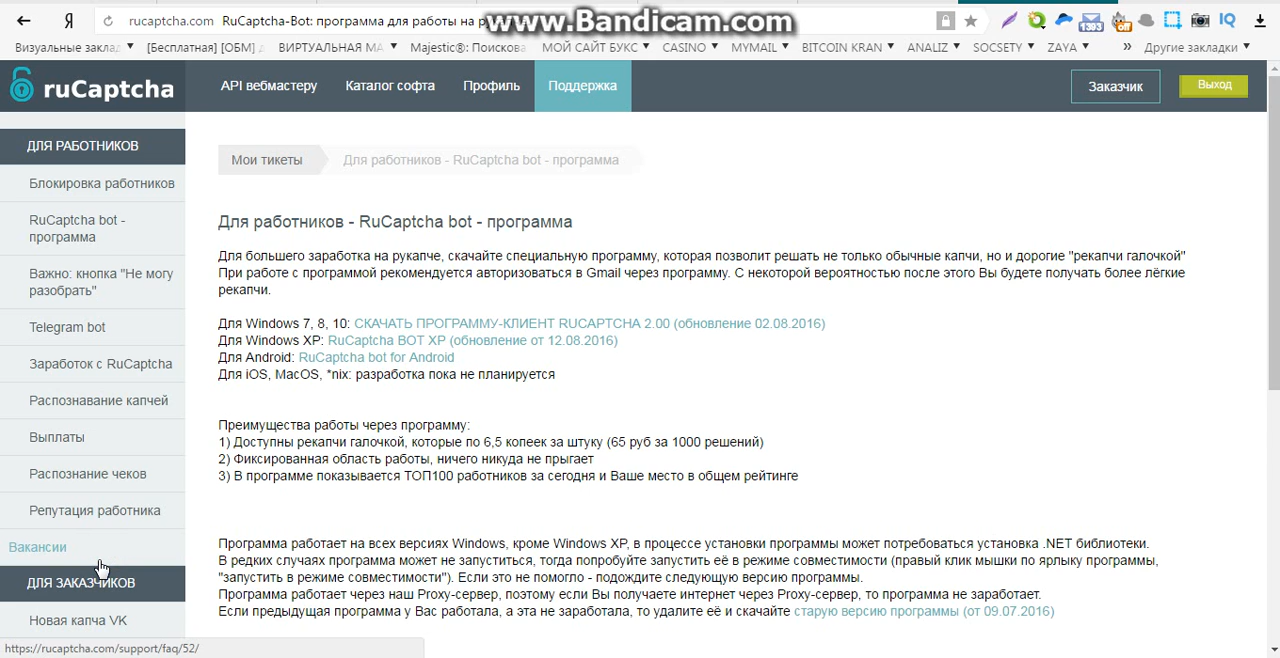 Я rucaptcha.com RuCaptcha-Bot: программа для работы на
www.Bandicam.com
Визуальные заклад [Бесплатная] [ОБМ] ВИРТУАЛЬНАЯ МА Majestic®: Поискова МОЙ САЙТ БУКС CASINO MYMAIL BITCOIN KRAN ANALIZ SOCSETY ZAYA » Другие закладки
ruCaptcha API вебмастеру Каталог софта Профиль Поддержка Заказчик Выход
ДЛЯ РАБОТНИКОВ
Блокировка работников
RuCaptcha bot -
программа
Важно: кнопка "Не могу
разобрать"
Telegram bot
Заработок с RuCaptcha
Распознавание капчей
Выплаты
Распознание чеков
Репутация работника
Вакансии
ДЛЯ ЗАКАЗЧИКОВ
Новая капча VK
https://rucaptcha.com/support/faq/52/
Мои тикеты Для работников - RuCaptcha bot - программа
Для работников - RuCaptcha bot - программа
Для большего заработка на рукапче, скачайте специальную программу, которая позволит решать не только обычные капчи, но и дорогие "рекапчи галочкой"
При работе с программой рекомендуется авторизоваться в Gmail через программу. С некоторой вероятностью после этого Вы будете получать более лёгкие
рекапчи.
Для Windows 7, 8, 10: СКАЧАТЬ ПРОГРАММУ-КЛИЕНТ RUCAPTCHA 2.00 (обновление 02.08.2016)
Для Windows XP: RuCaptcha BOT XP (обновление от 12.08.2016)
Для Android: RuCaptcha bot for Android
Для iOS, MacOS, *nix: разработка пока не планируется
Преимущества работы через программу:
1) Доступны рекапчи галочкой, которые по 6,5 копеек за штуку (65 руб за 1000 решений)
2) Фиксированная область работы, ничего никуда не прыгает
3) В программе показывается ТОП100 работников за сегодня и Ваше место в общем рейтинге
Программа работает на всех версиях Windows, кроме Windows XP, в процессе установки программы может потребоваться установка .NET библиотеки.
В редких случаях программа может не запуститься, тогда попробуйте запустить её в режиме совместимости (правый клик мышки по ярлыку программы,
"запустить в режиме совместимости"). Если это не помогло - подождите следующую версию программы.
Программа работает через наш Proxy-сервер, поэтому если Вы получаете интернет через Proxy-сервер, то программа не заработает.
Если предыдущая программа у Вас работала, а эта не заработала, то удалите её и скачайте старую версию программы (от 09.07.2016)